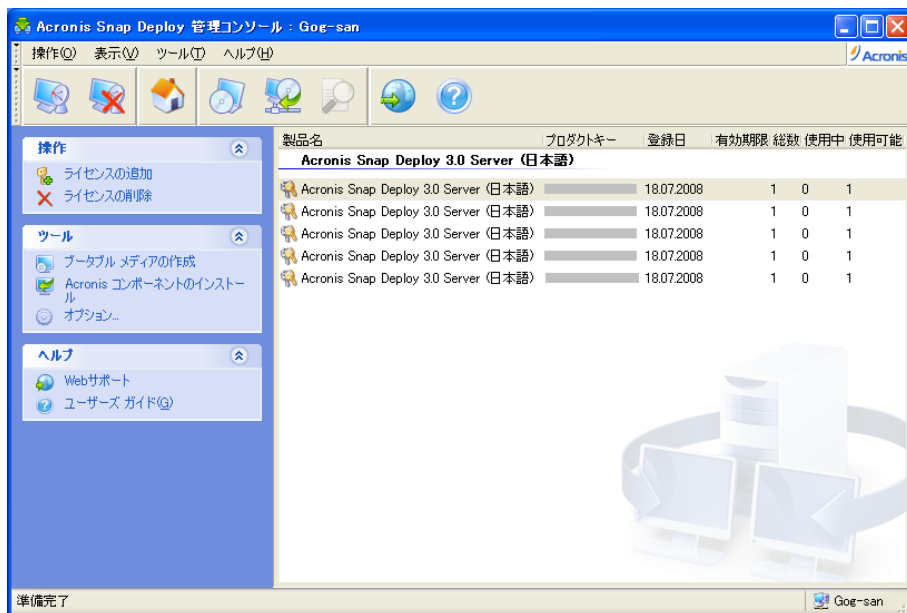 Acronis Snap Deploy 管理コンソール : Gog-san
操作(O) 表示(V) ツール(T) ヘルプ(H)
Acronis
操作
ライセンスの追加
ライセンスの削除
ツール
ブータブル メディアの作成
Acronis コンポーネントのインストー
ル
オプション...
ヘルプ
Webサポート
ユーザーズ ガイド(G)
製品名 プロダクトキー 登録日 有効期限 総数 使用中 使用可能
Acronis Snap Deploy 3.0 Server (日本語)
Acronis Snap Deploy 3.0 Server (日本語) 18.07.2008 1 0 1
Acronis Snap Deploy 3.0 Server (日本語) 18.07.2008 1 0 1
Acronis Snap Deploy 3.0 Server (日本語) 18.07.2008 1 0 1
Acronis Snap Deploy 3.0 Server (日本語) 18.07.2008 1 0 1
Acronis Snap Deploy 3.0 Server (日本語) 18.07.2008 1 0 1
準備完了
Gog-san